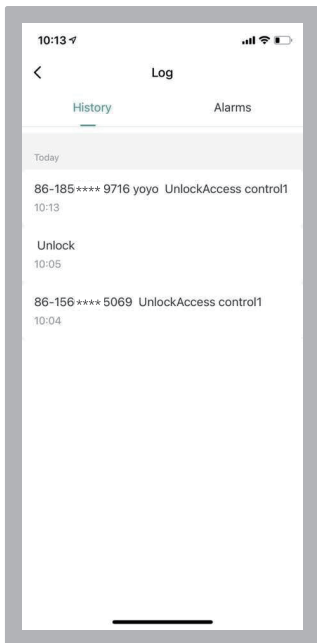 10:13
Log
History Alarms
Today
86-185**** 9716 yoyo UnlockAccess control1
10:13
Unlock
10:05
86-156**** 5069 UnlockAccess control1
10:04